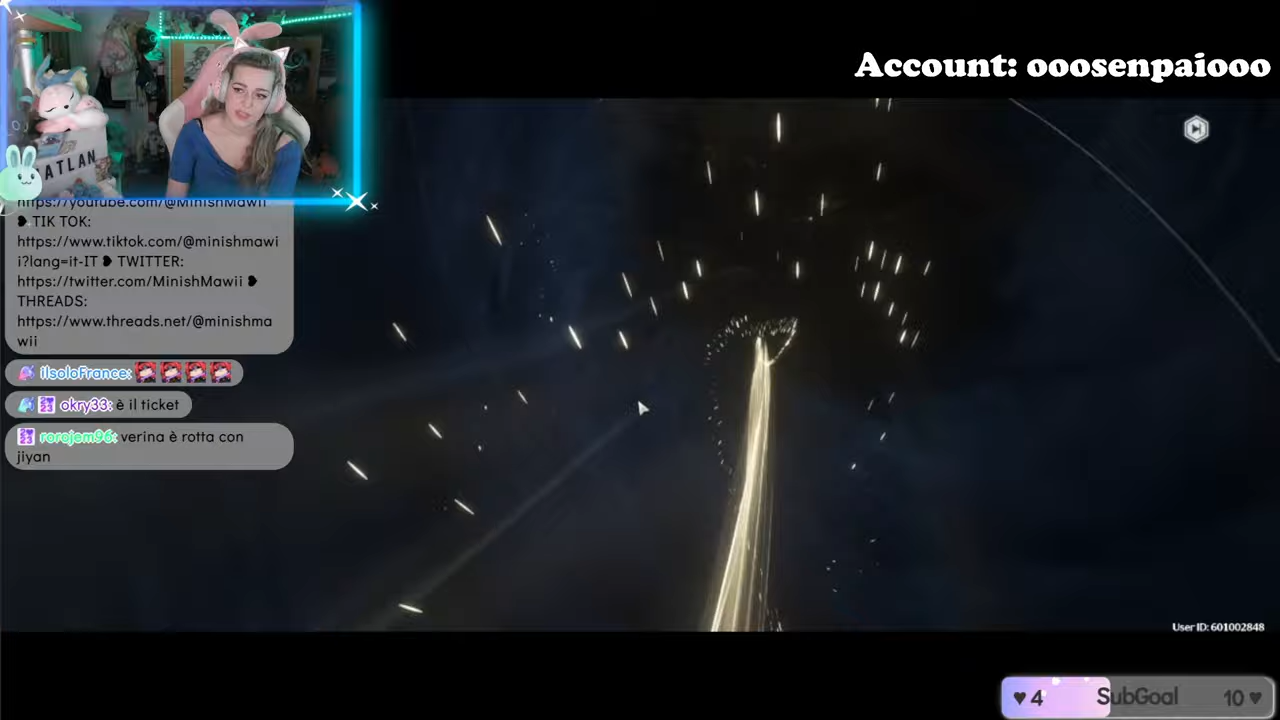 Account: ooosenpaiooo
ATLAN
https://youtube.com/@MinishMawii
❥ TIK TOK:
https://www.tiktok.com/@minishmawi
i?lang=it-IT ❥ TWITTER:
https://twitter.com/MinishMawii ❥
THREADS:
https://www.threads.net/@minishma
wii
ilsoloFrance:
okry33: è il ticket
rorojem96: verina è rotta con
jiyan
User ID: 601002848
♥ 4 SubGoal 10 ♥